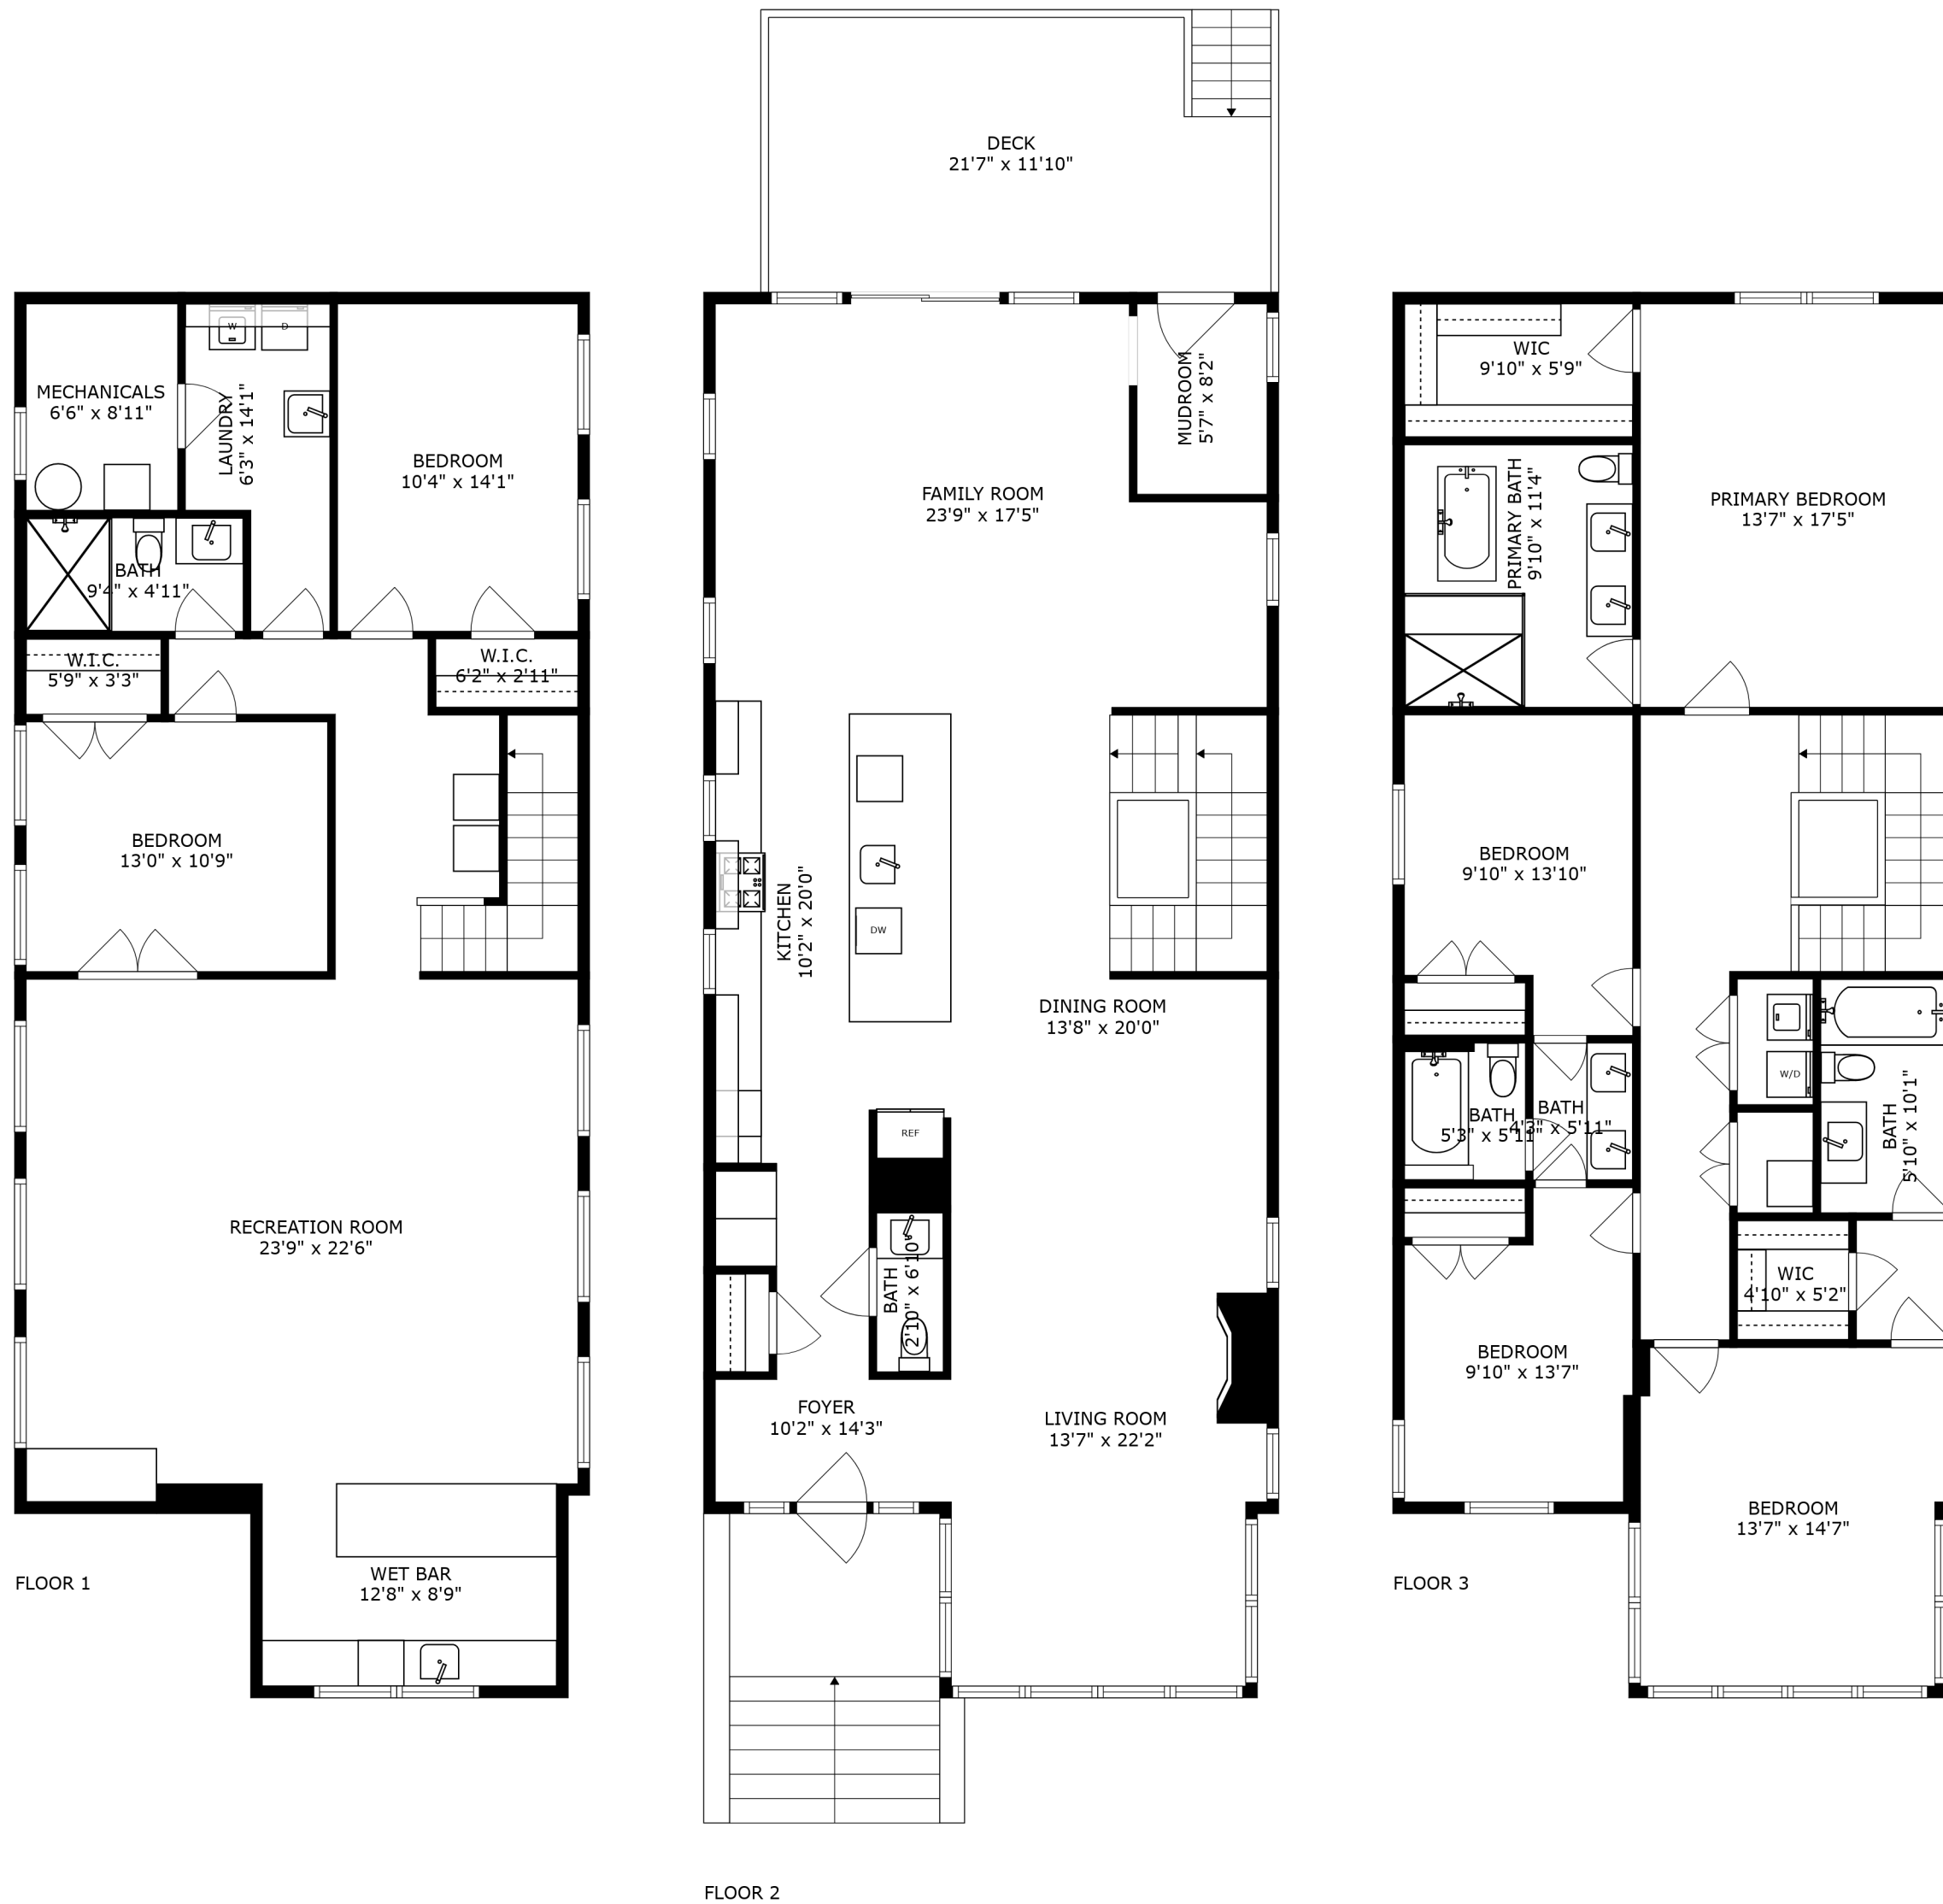 DECK
21'7" x 11'10"
MECHANICALS
6'6" x 8'11"
W
D
LAUNDRY
6'3" x 14'1"
BEDROOM
10'4" x 14'1"
BATH
9'4" x 4'11"
W.I.C.
5'9" x 3'3"
W.I.C.
6'2" x 2'11"
BEDROOM
13'0" x 10'9"
RECREATION ROOM
23'9" x 22'6"
WET BAR
12'8" x 8'9"
FLOOR 1
MUDROOM
5'7" x 8'2"
FAMILY ROOM
23'9" x 17'5"
KITCHEN
10'2" x 20'0"
DW
DINING ROOM
13'8" x 20'0"
REF
BATH
2'10" x 6'10"
FOYER
10'2" x 14'3"
LIVING ROOM
13'7" x 22'2"
FLOOR 2
WIC
9'10" x 5'9"
PRIMARY BATH
9'10" x 11'4"
PRIMARY BEDROOM
13'7" x 17'5"
BEDROOM
9'10" x 13'10"
W/D
BATH
5'3" x 5'11"
BATH
4'3" x 5'11"
BATH
5'10" x 10'1"
WIC
4'10" x 5'2"
BEDROOM
9'10" x 13'7"
BEDROOM
13'7" x 14'7"
FLOOR 3